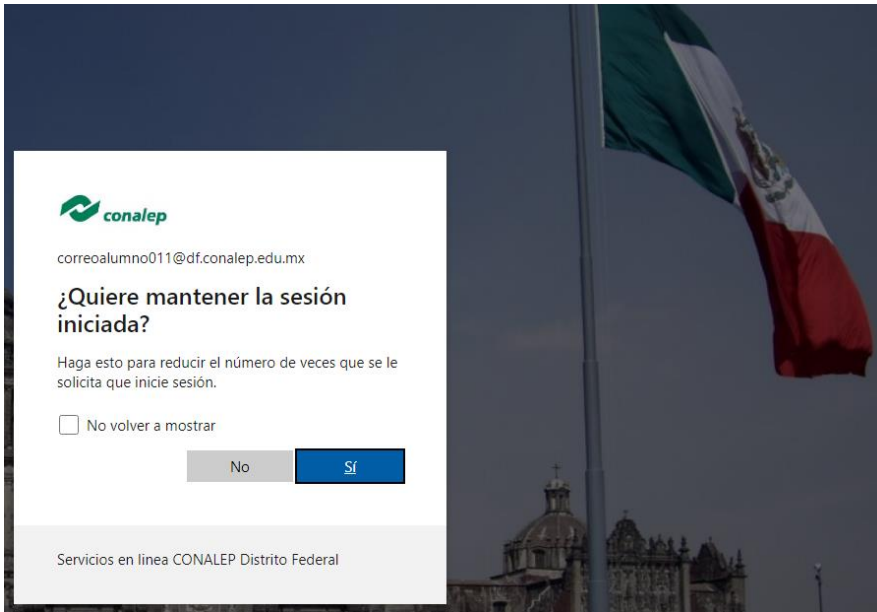 conalep
correoalumno011@df.conalep.edu.mx
¿Quiere mantener la sesión
iniciada?
Haga esto para reducir el número de veces que se le
solicita que inicie sesión.
No volver a mostrar
No Sí
Servicios en linea CONALEP Distrito Federal